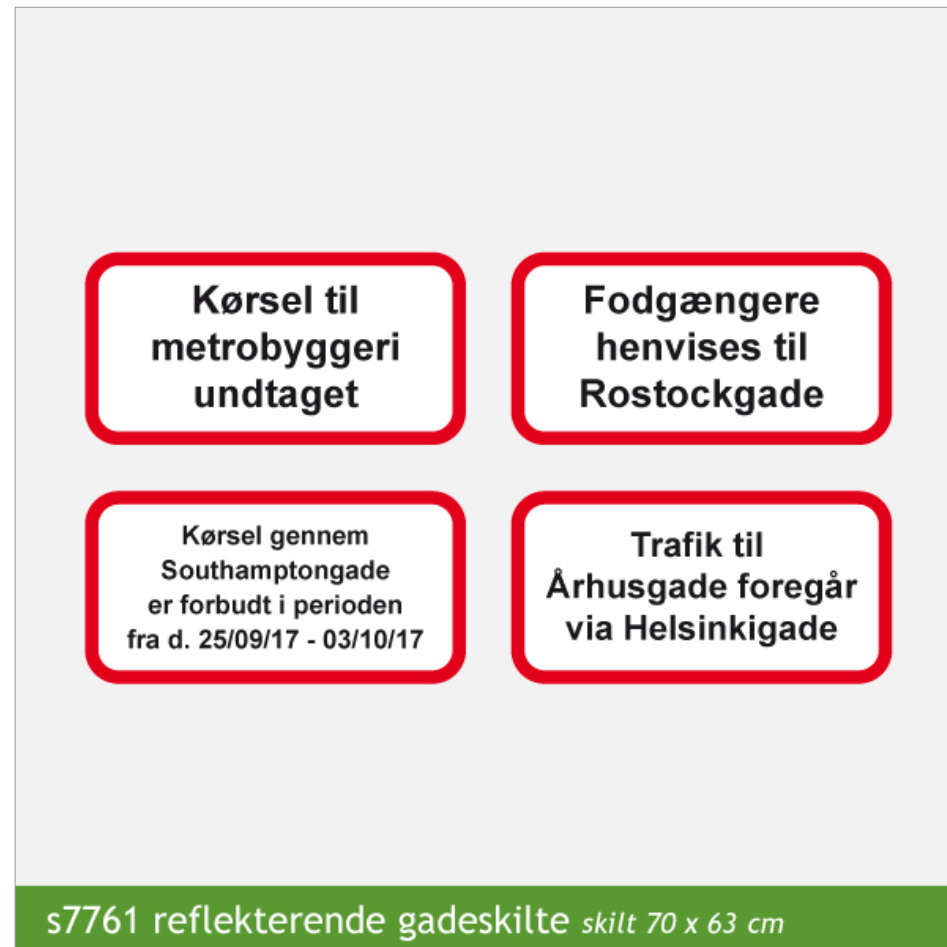 Kørsel til
metrobyggeri
undtaget
Fodgængere
henvises til
Rostockgade
Kørsel gennem
Southamptongade
er forbudt i perioden
fra d. 25/09/17 - 03/10/17
Trafik til
Århusgade foregår
via Helsinkigade
s7761 reflekterende gadeskilte skilt 70 x 63 cm